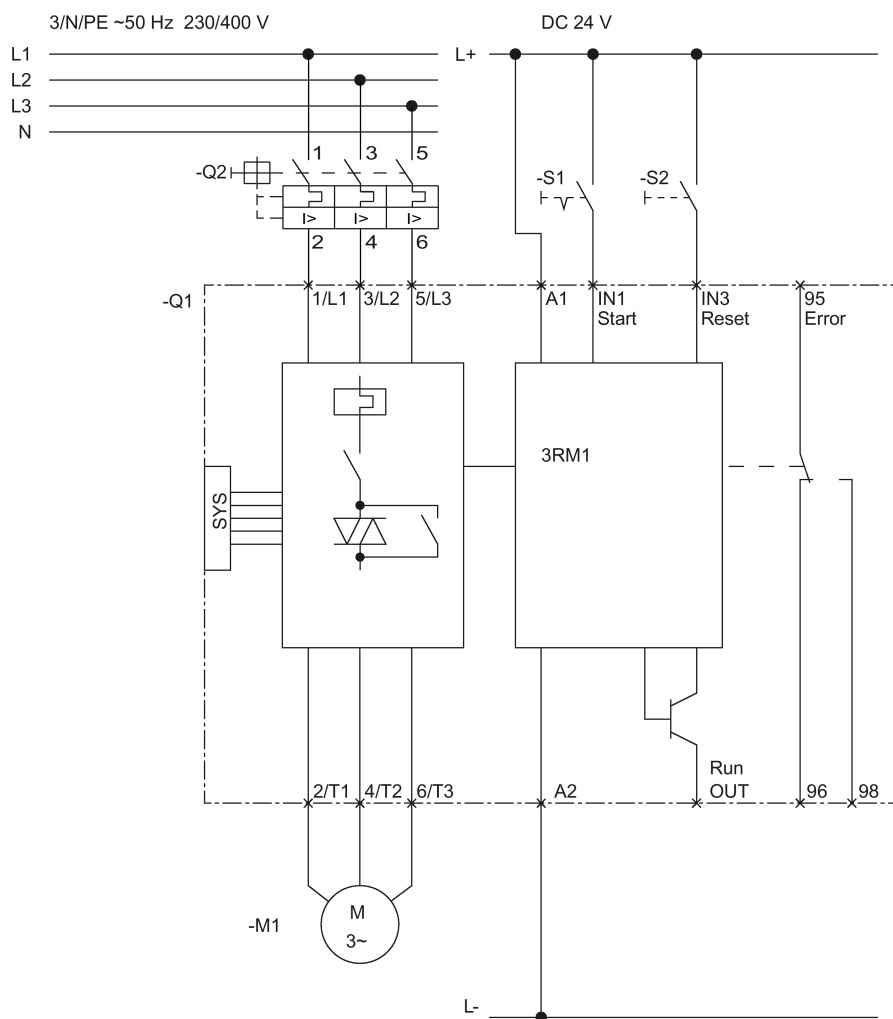 3/N/PE ~50 Hz 230/400 V
DC 24 V
L1
L+
L2
L3
N
1
3
5
-Q2
-S1
-S2
I>
I>
I>
2
4
6
-Q1
1/L1
3/L2
5/L3
A1
IN1
Start
IN3
Reset
95
Error
3RM1
SYS
Run
OUT
2/T1
4/T2
6/T3
A2
96
98
-M1
M
3~
L-